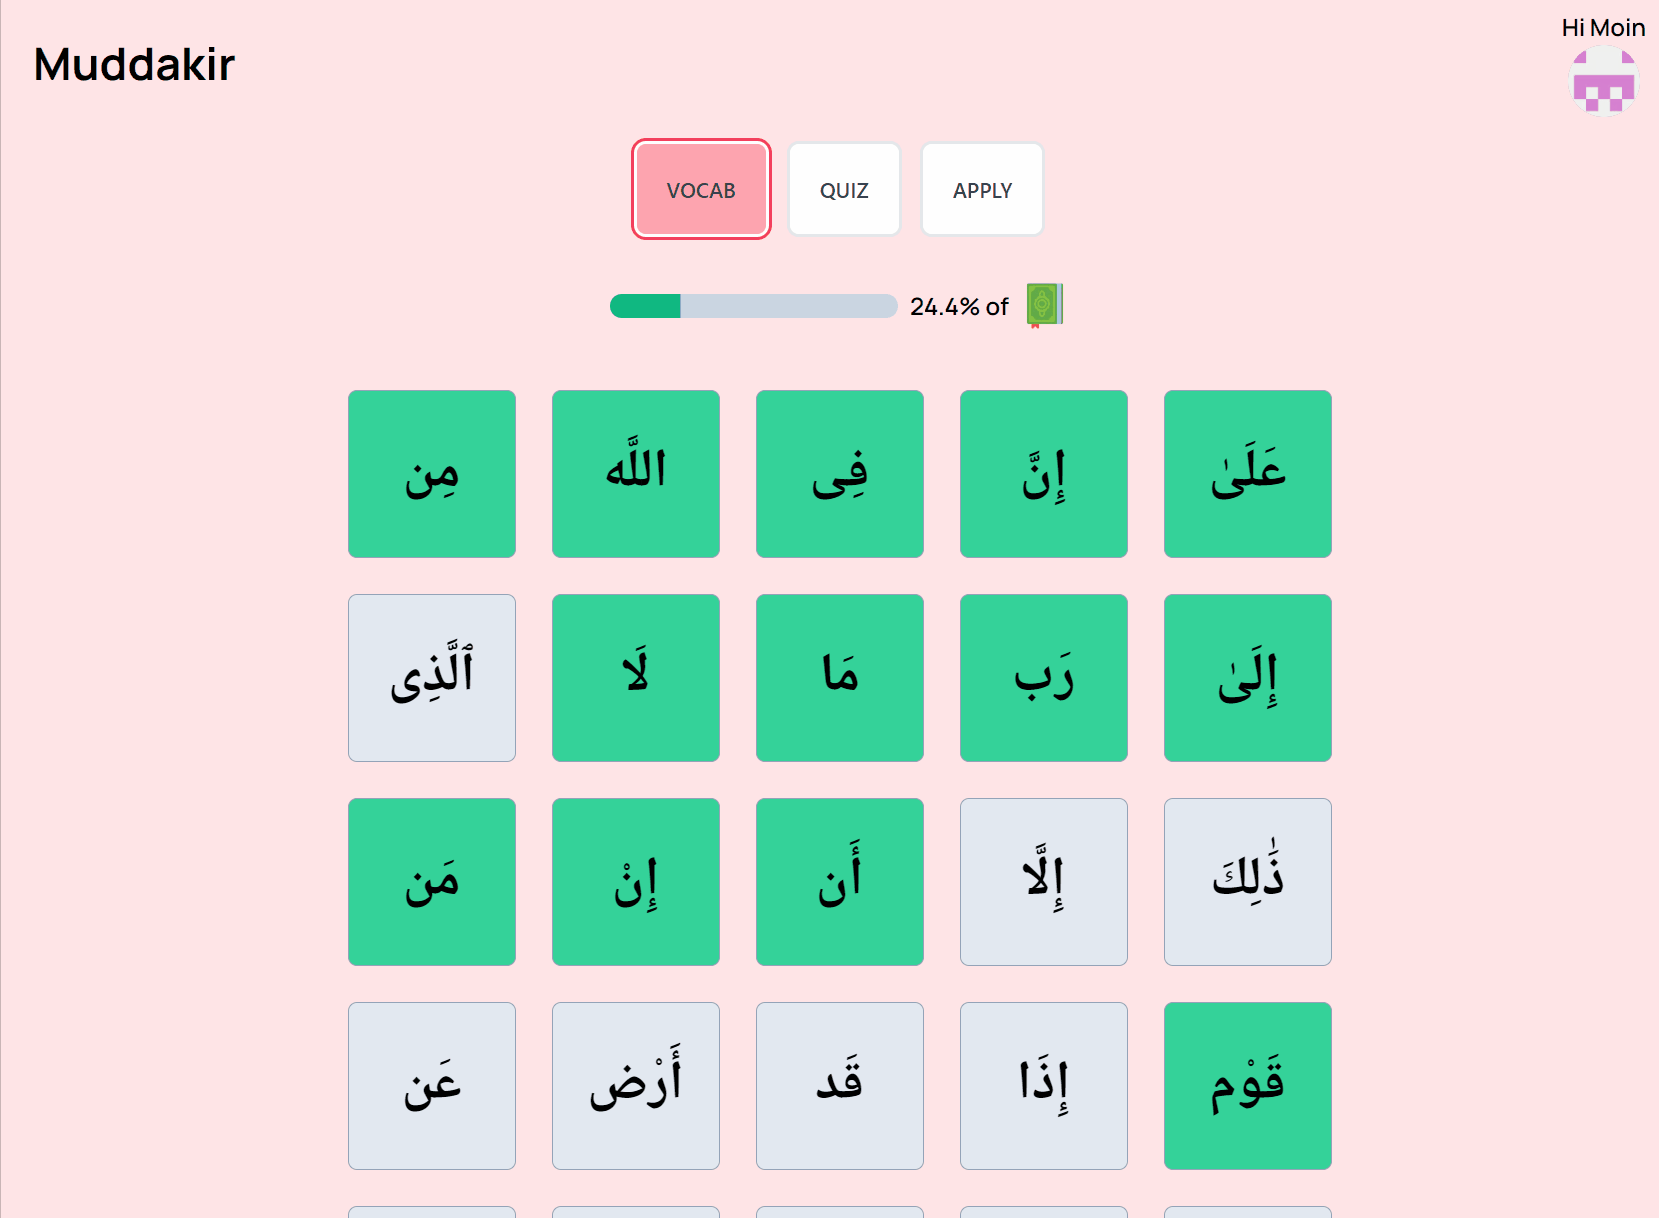 Hi Moin
Muddakir
VOCAB QUIZ APPLY
24.4% of
مِن اللَّه فِى إِنَّ عَلَىٰ
ٱلَّذِى لَا مَا رَب إِلَىٰ
مَن إِنْ أَن إِلَّا ذَٰلِكَ
عَن أَرْض قَد إِذَا قَوْم